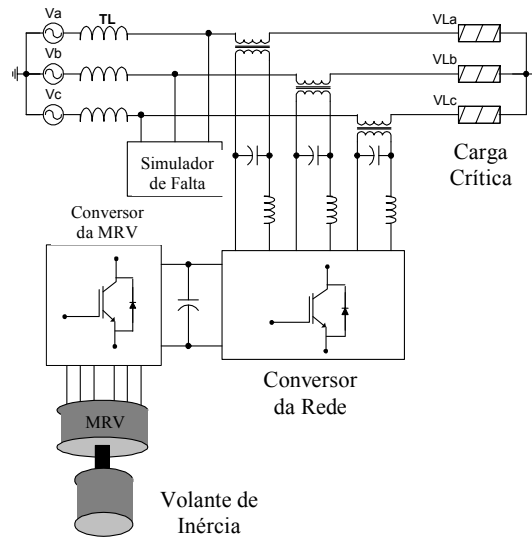 Va
TL
VLa
Vb
VLb
Vc
VLc
Simulador
de Falta
Carga
Crítica
Conversor
da MRV
Conversor
da Rede
MRV
Volante de
Inércia